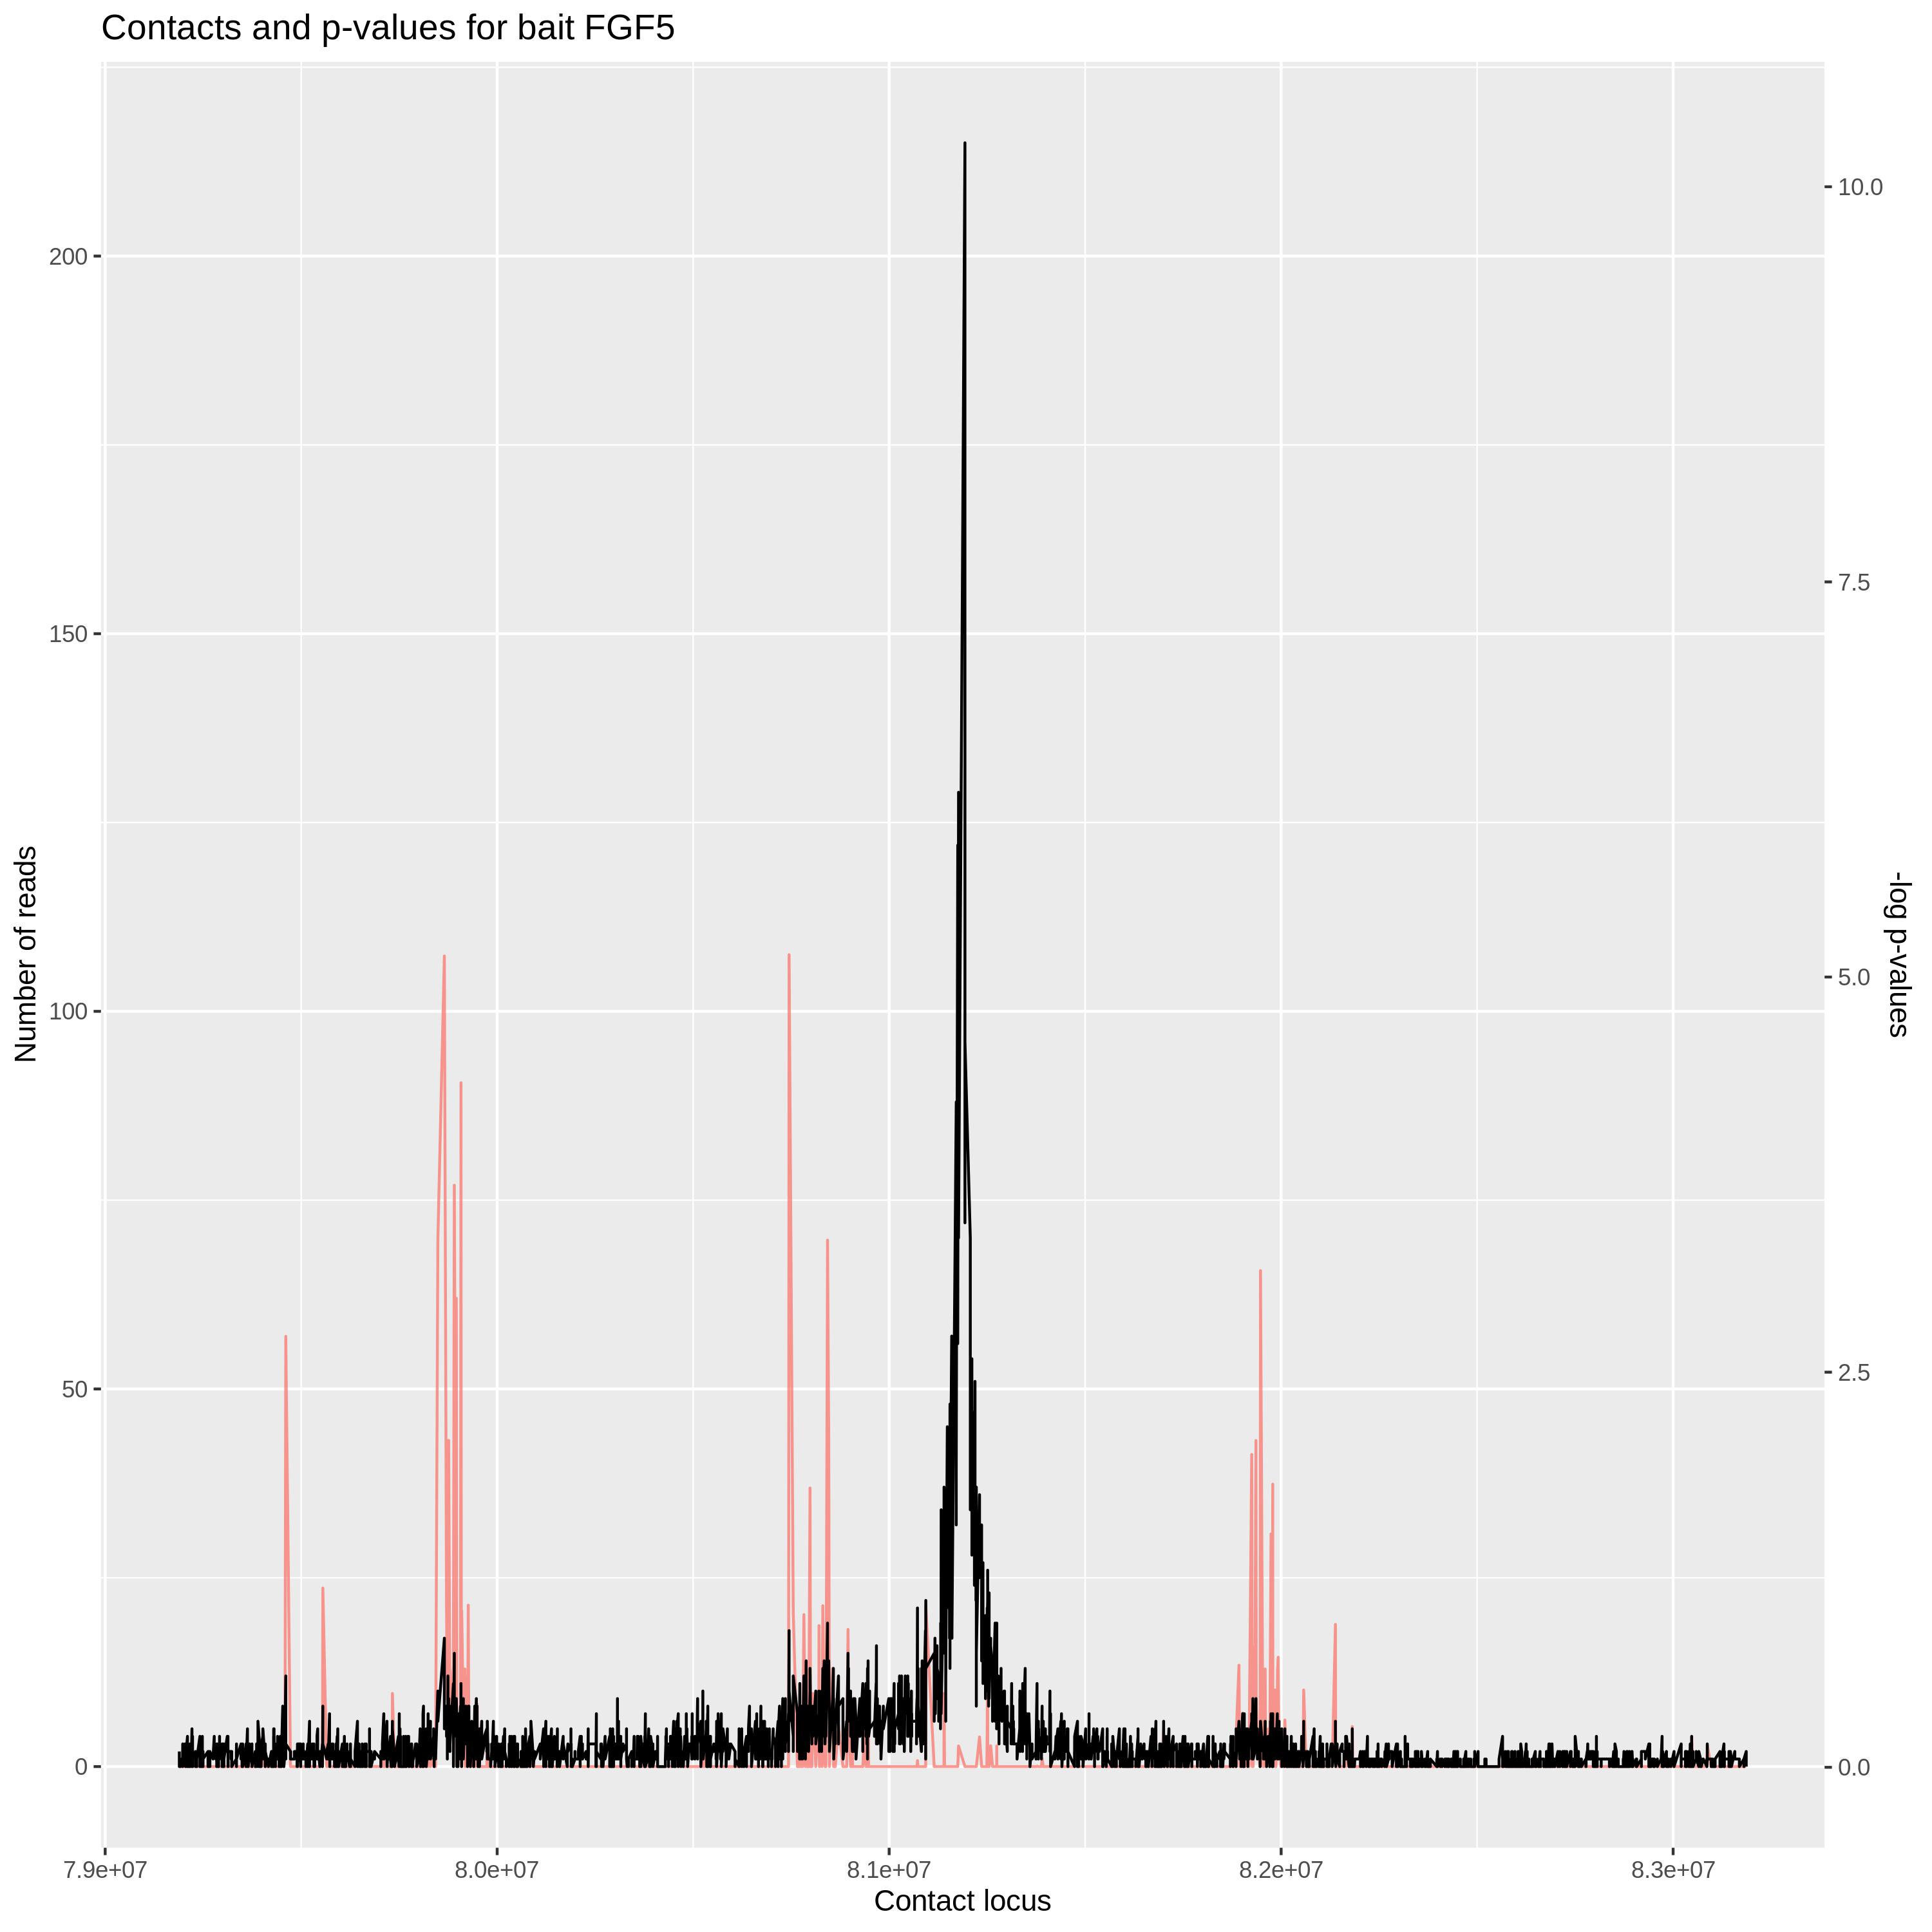 Contacts and p-values for bait FGF5
200
150
100
50
0
10.0
7.5
5.0
2.5
0.0
Number of reads
-log p-values
7.9e+07
8.0e+07
8.1e+07
8.2e+07
8.3e+07
Contact locus